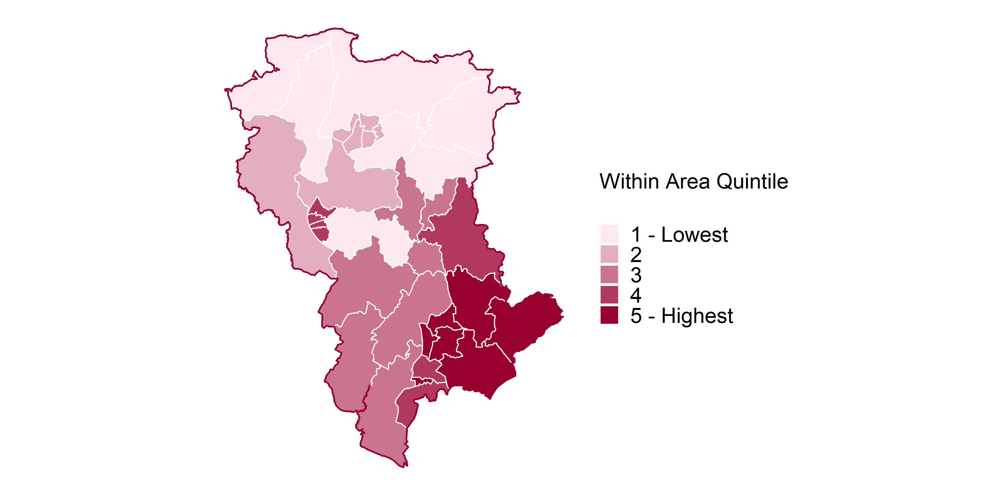 Within Area Quintile
1 - Lowest
2
3
4
5 - Highest